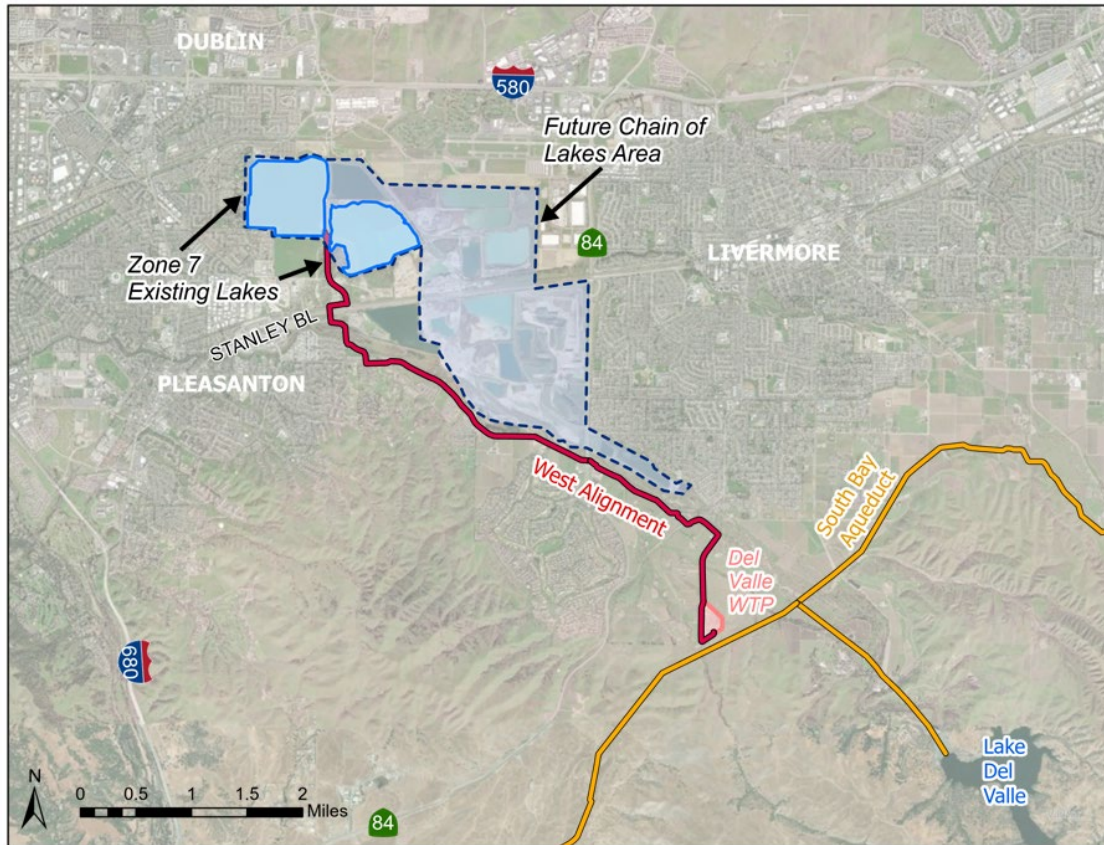 DUBLIN
580
Future Chain of
Lakes Area
84
LIVERMORE
Zone 7
Existing Lakes
STANLEY BL
PLEASANTON
West Alignment
South Bay
Aqueduct
Del
Valle
WTP
680
Lake
Del
Valle
N
0 0.5 1 1.5 2
Miles
84